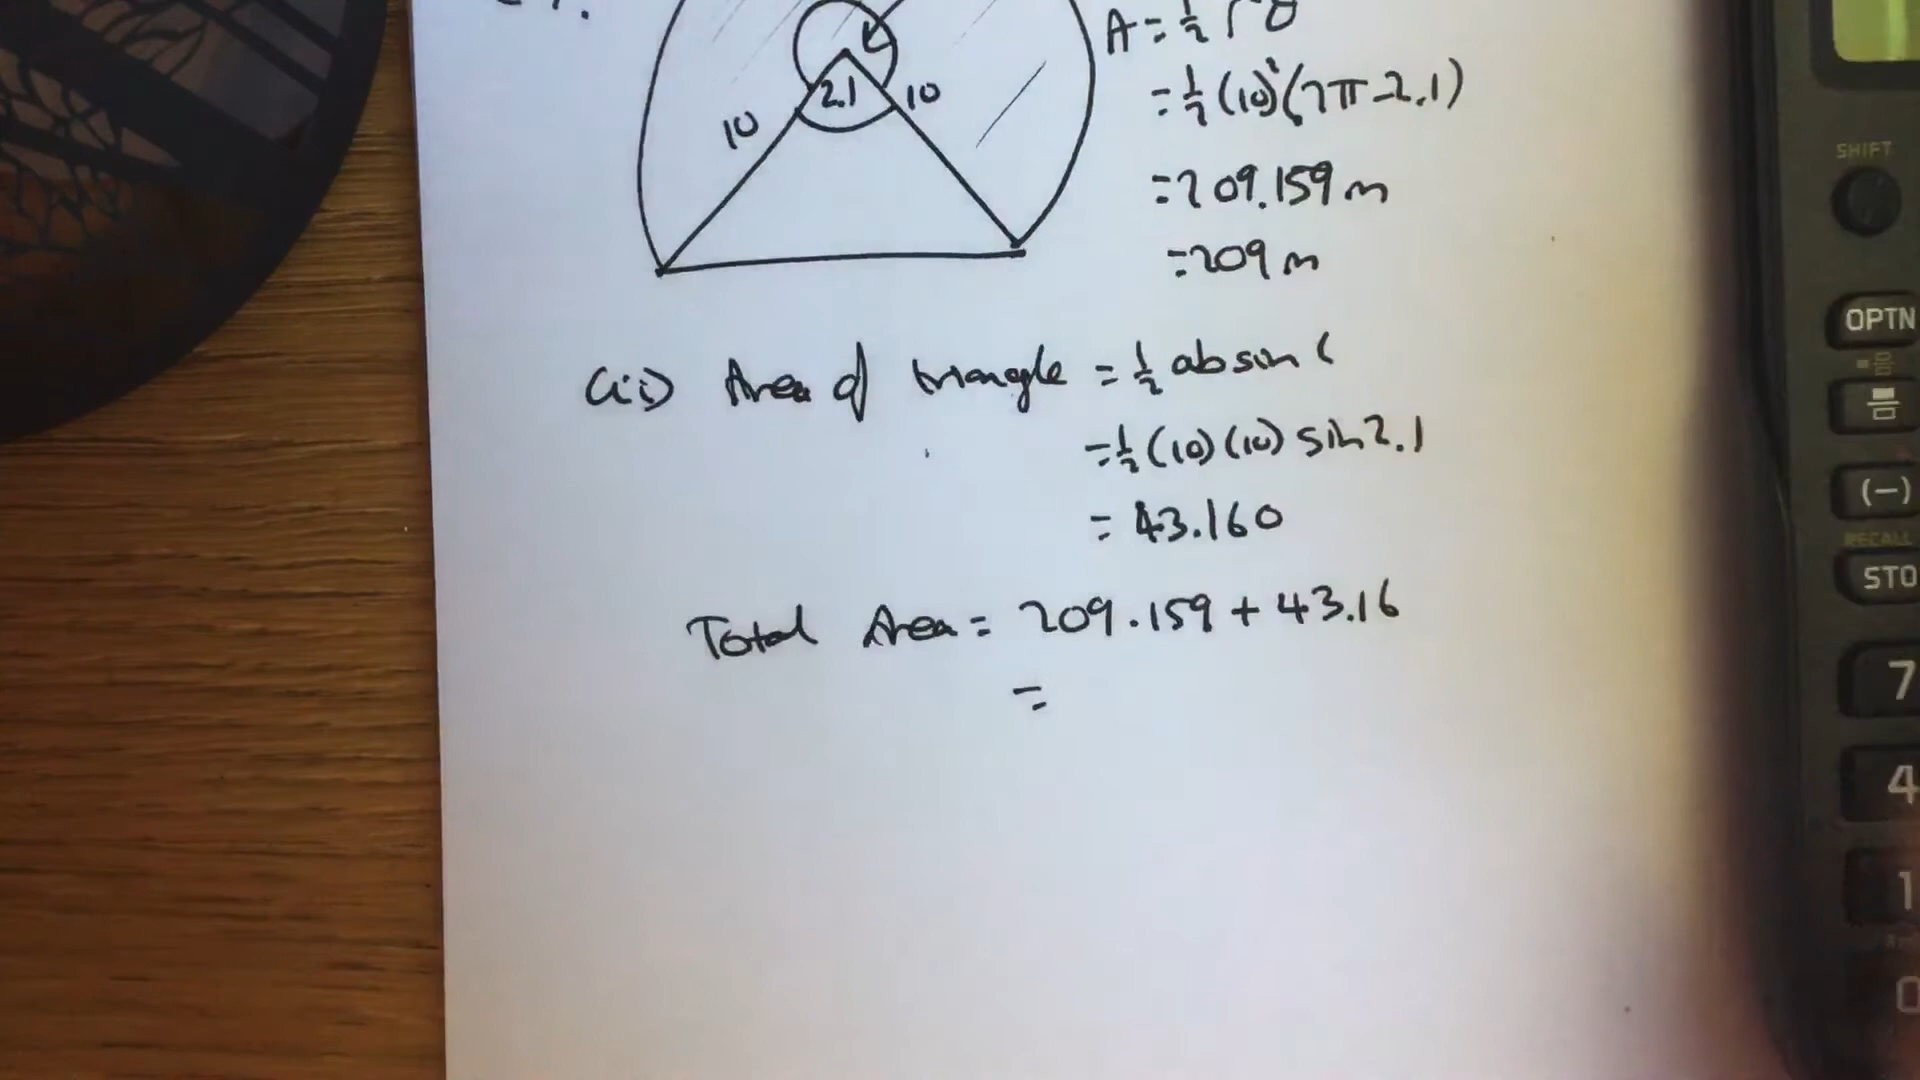 A = ½ r²θ
= ½ (10)² (2π - 2.1)
= 209.159 m
= 209 m
2.1
10
10
(ii) Area of triangle = ½ ab sin C
= ½ (10) (10) sin 2.1
= 43.160
Total Area = 209.159 + 43.16
=
SHIFT
OPTN
(−)
RECALL
STO
7
4
1
0